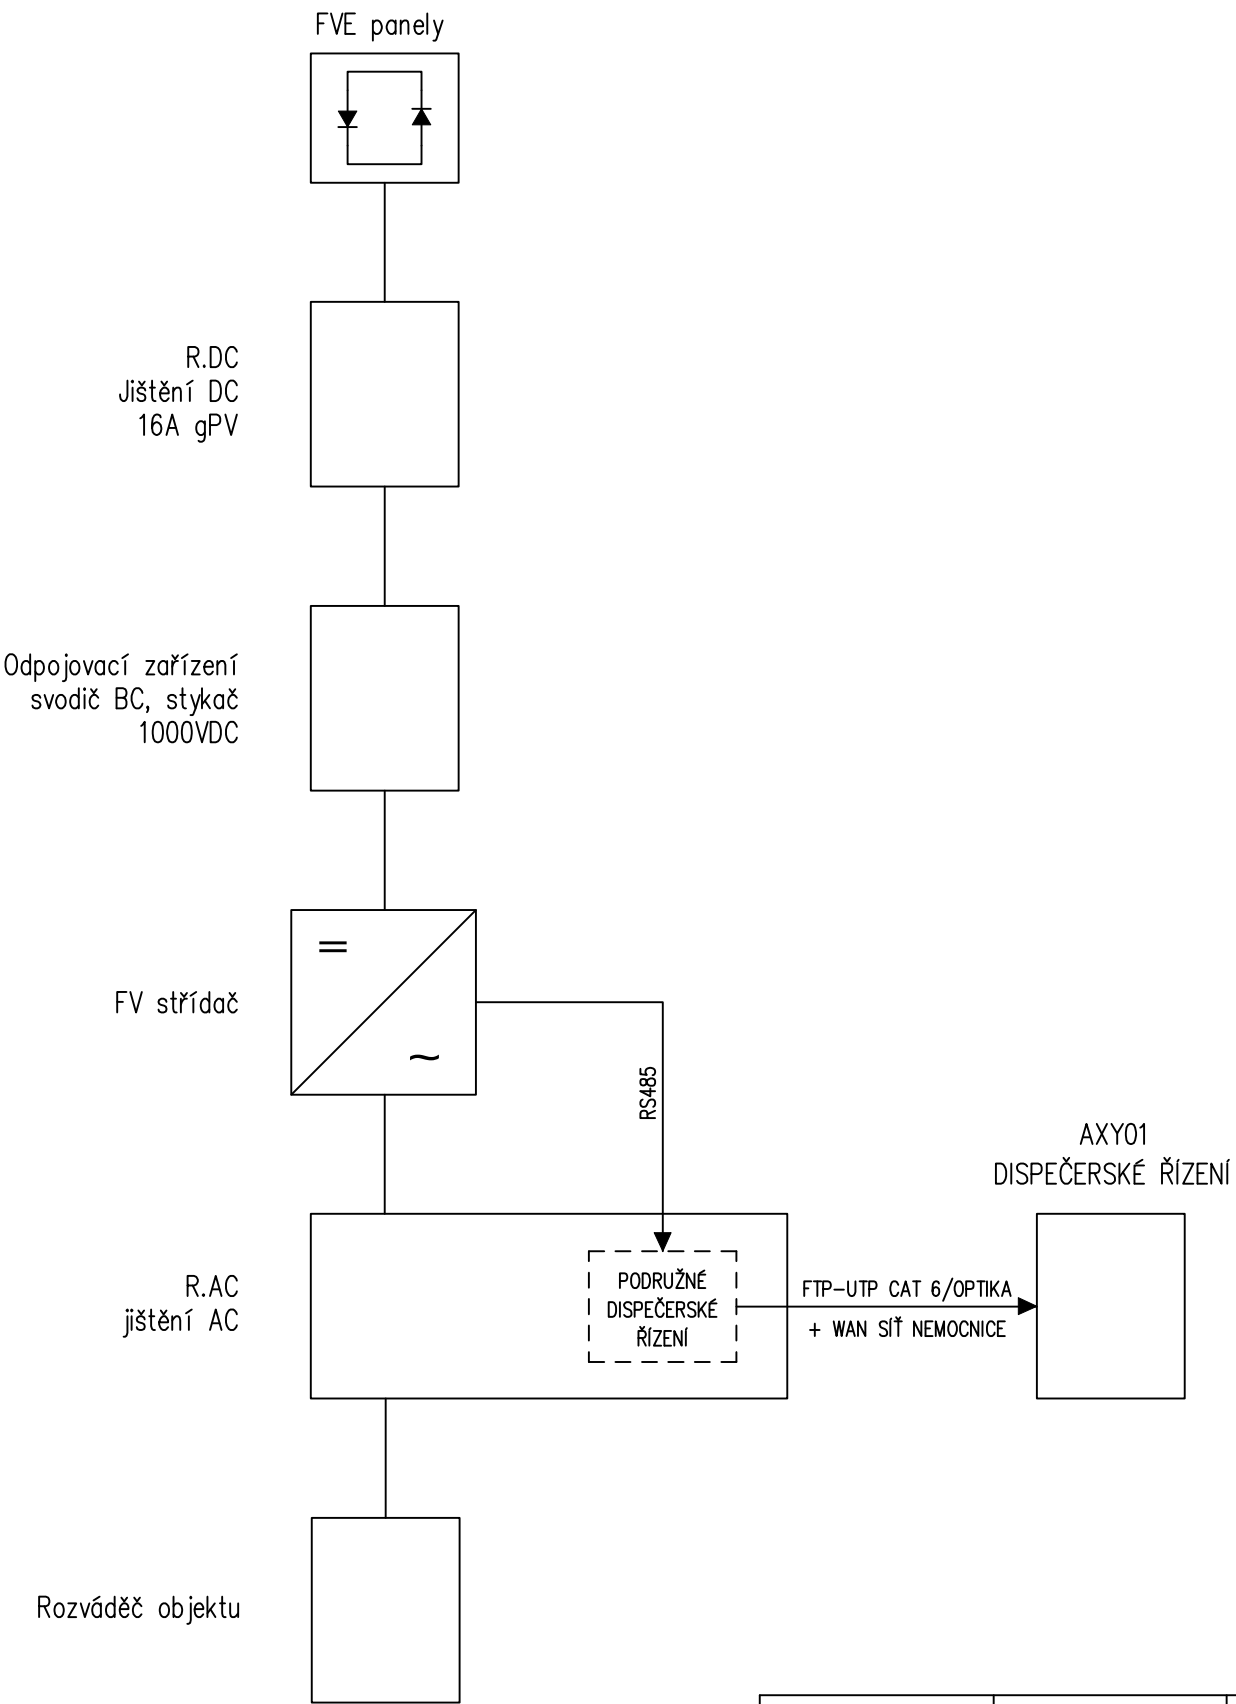 FVE panely
R.DC
Jištění DC
16A gPV
Odpojovací zařízení
svodič BC, stykač
1000VDC
=
~
FV střídač
RS485
AXY01
DISPEČERSKÉ ŘÍZENÍ
R.AC
jištění AC
PODRUŽNÉ
DISPEČERSKÉ
ŘÍZENÍ
FTP-UTP CAT 6/OPTIKA
+ WAN SÍŤ NEMOCNICE
Rozváděč objektu